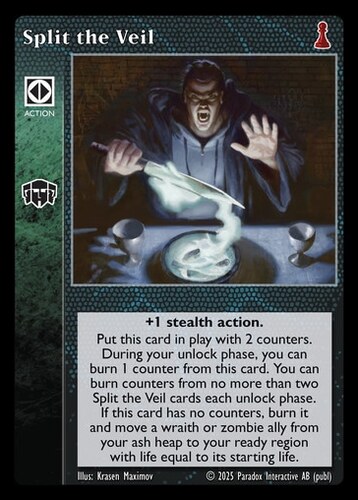 Split the Veil
ACTION
+1 stealth action.
Put this card in play with 2 counters.
During your unlock phase, you can
burn 1 counter from this card. You can
burn counters from no more than two
Split the Veil cards each unlock phase.
If this card has no counters, burn it
and move a wraith or zombie ally from
your ash heap to your ready region
with life equal to its starting life.
Illus: Krasen Maximov © 2025 Paradox Interactive AB (publ)